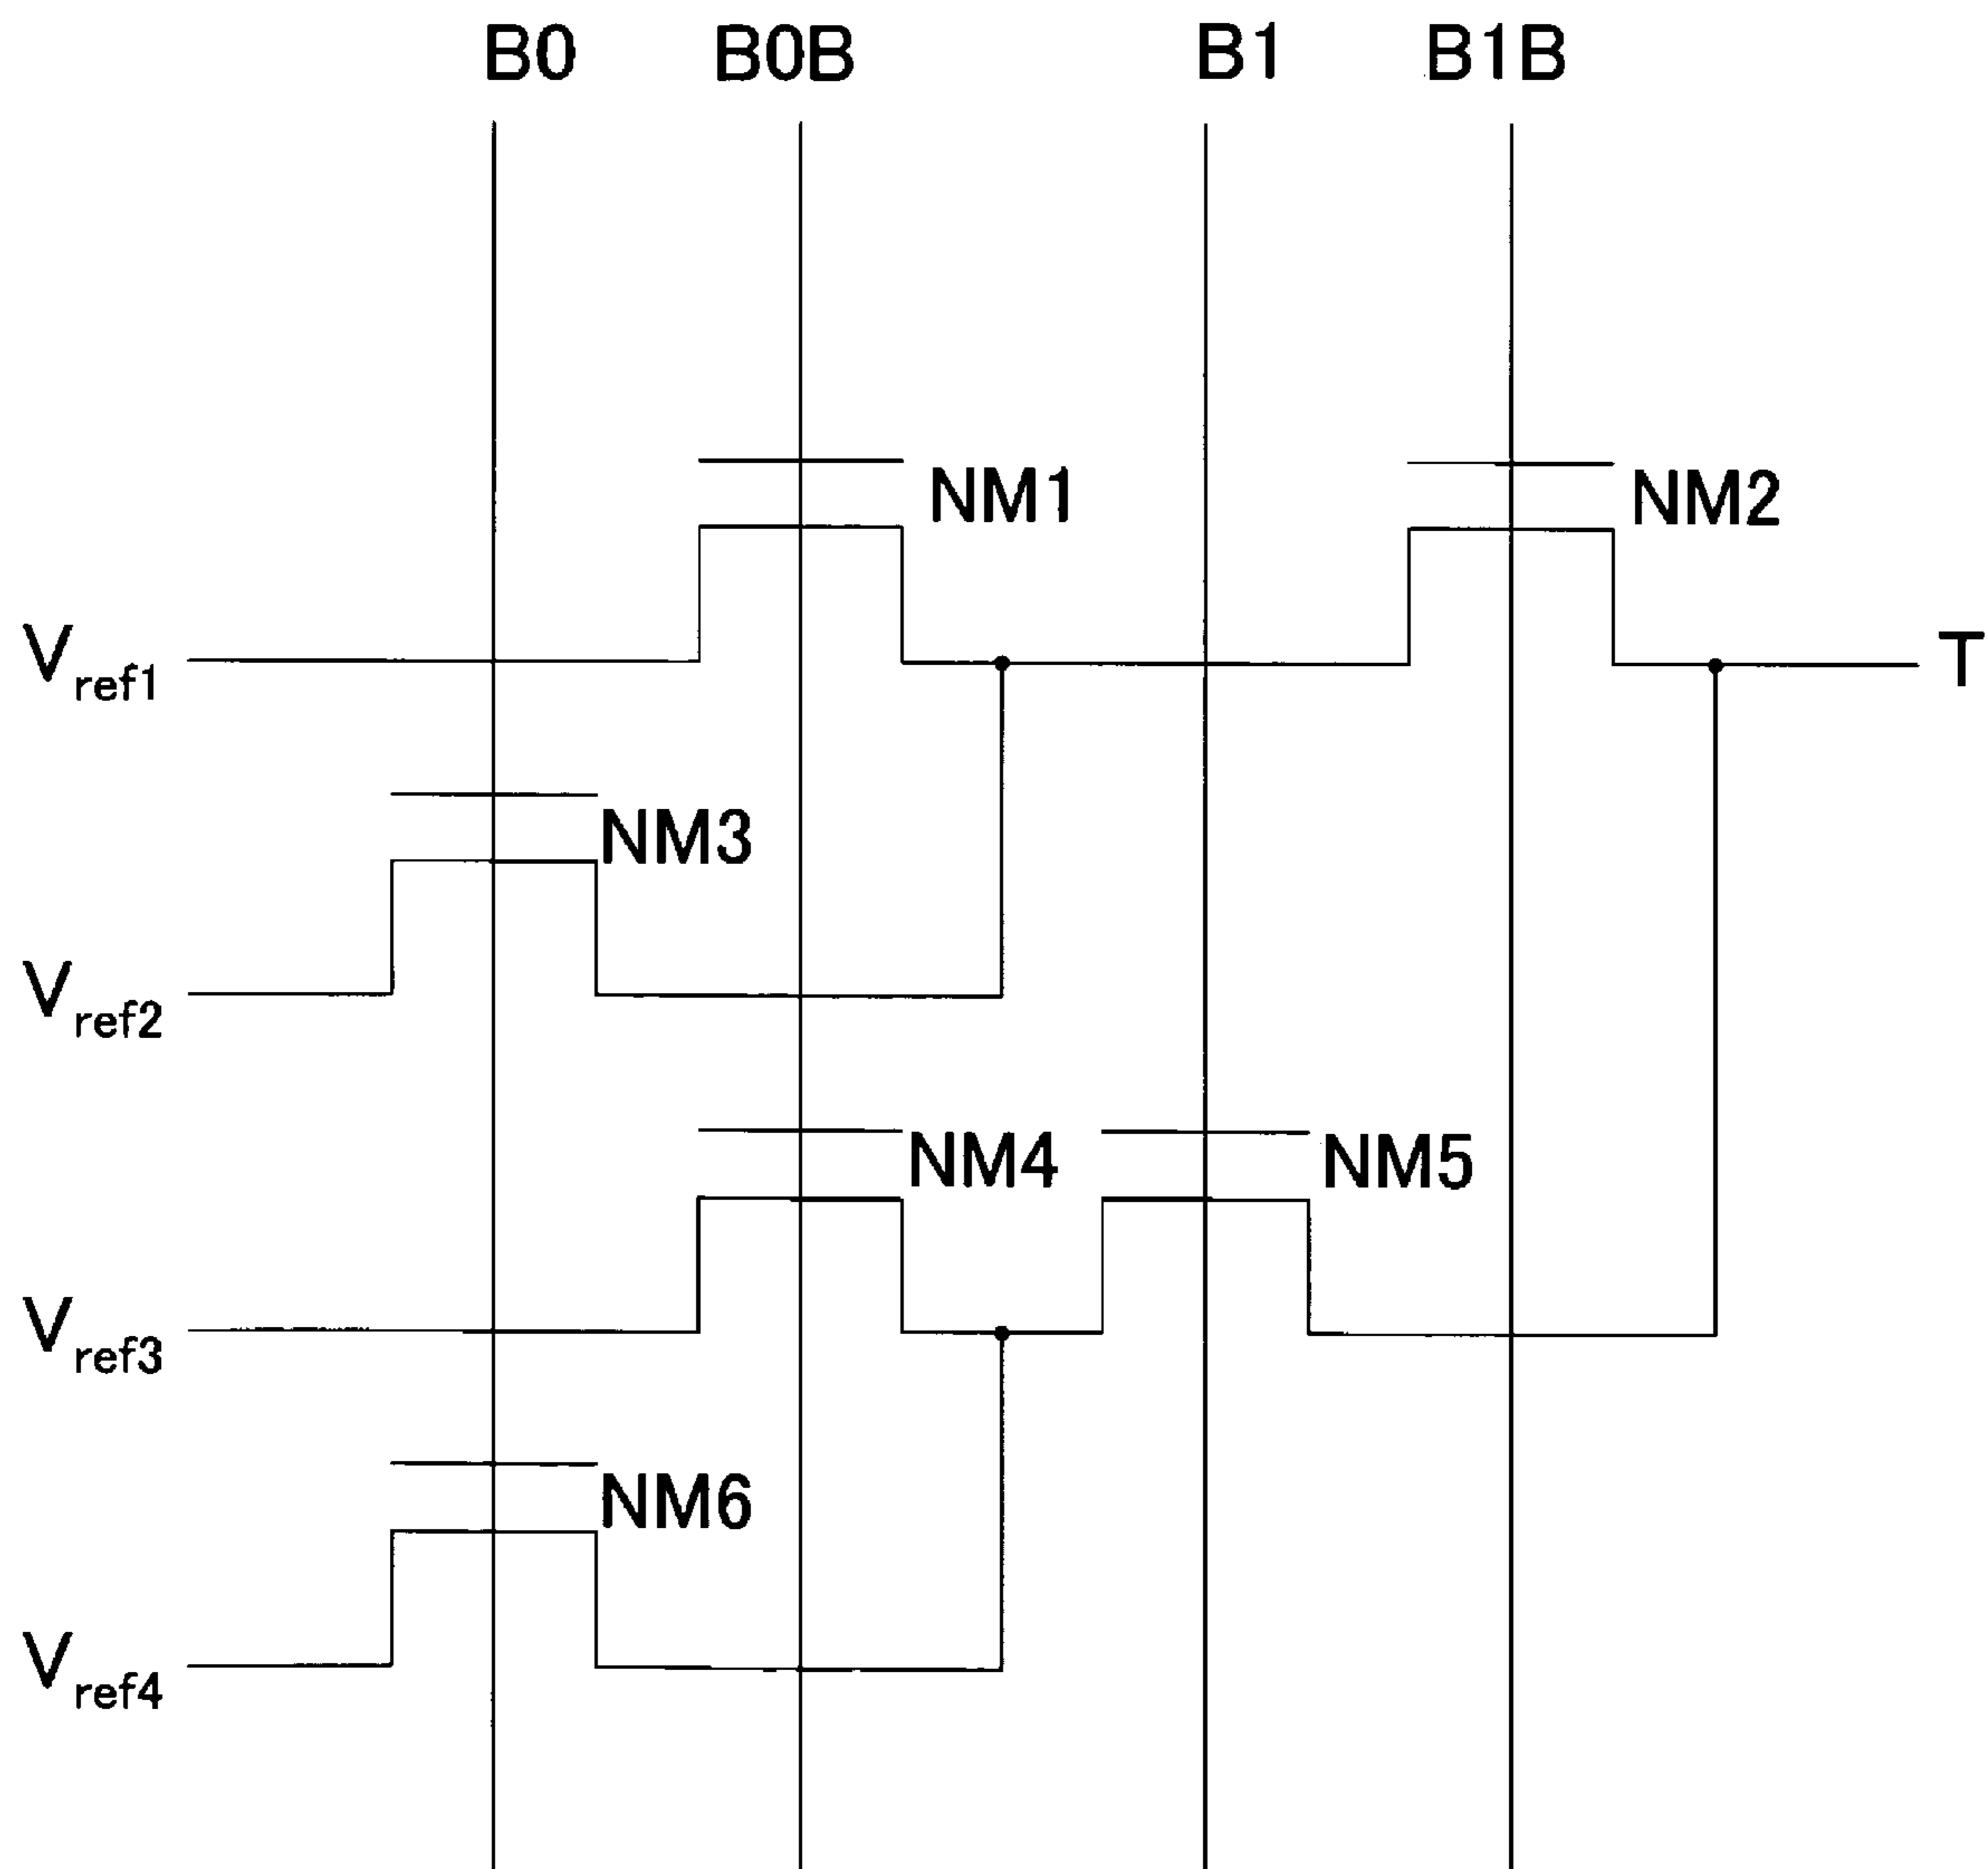 B0 B0B B1 B1B
NM1 NM2
Vref1 T
NM3
Vref2
NM4 NM5
Vref3
NM6
Vref4